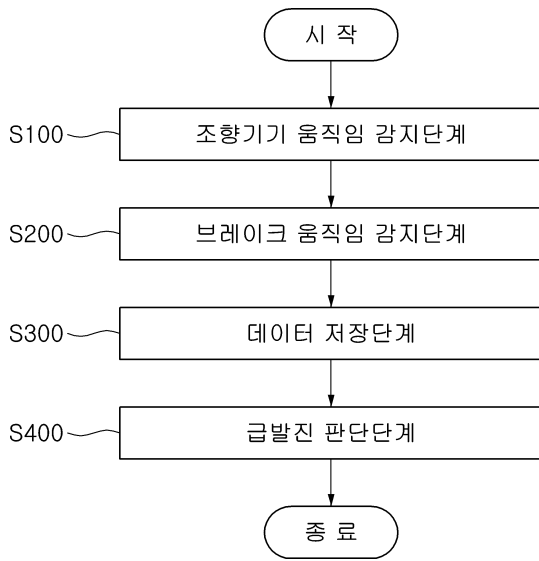 시 작
S100 조향기기 움직임 감지단계
S200 브레이크 움직임 감지단계
S300 데이터 저장단계
S400 급발진 판단단계
종 료